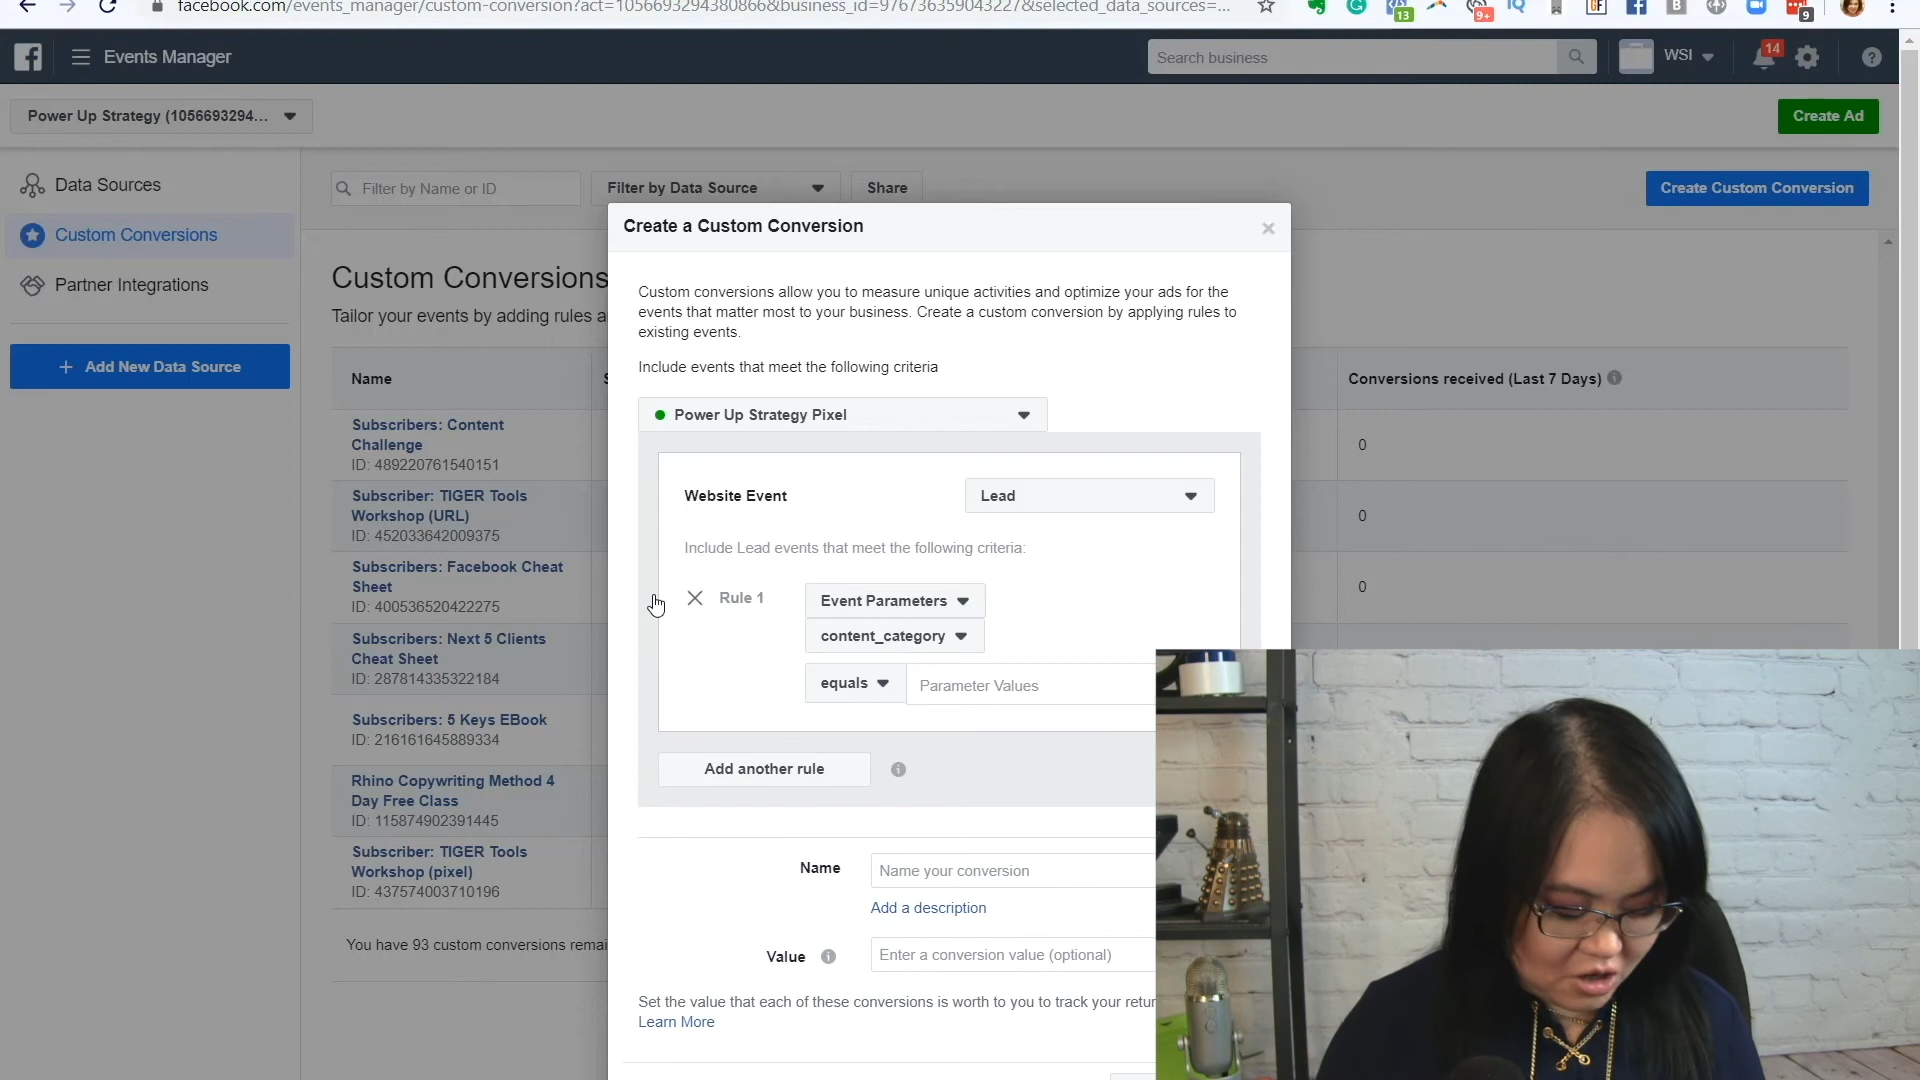 facebook.com/events_manager/custom-conversion?act=1056693294380866&business_id=976736359043227&selected_data_sources=...
13
9+
IQ
GF
B
9
Events Manager
Search business
WSI
14
?
Power Up Strategy (1056693294...
Create Ad
Data Sources
Custom Conversions
Partner Integrations
+ Add New Data Source
Filter by Name or ID
Filter by Data Source
Share
Create Custom Conversion
Custom Conversions
Tailor your events by adding rules a
Name
Conversions received (Last 7 Days)
Subscribers: Content
Challenge
ID: 489220761540151
0
Subscriber: TIGER Tools
Workshop (URL)
ID: 452033642009375
0
Subscribers: Facebook Cheat
Sheet
ID: 400536520422275
0
Subscribers: Next 5 Clients
Cheat Sheet
ID: 287814335322184
Subscribers: 5 Keys EBook
ID: 216161645889334
Rhino Copywriting Method 4
Day Free Class
ID: 115874902391445
Subscriber: TIGER Tools
Workshop (pixel)
ID: 437574003710196
You have 93 custom conversions remai
Create a Custom Conversion
×
Custom conversions allow you to measure unique activities and optimize your ads for the
events that matter most to your business. Create a custom conversion by applying rules to
existing events.
Include events that meet the following criteria
Power Up Strategy Pixel
Website Event
Lead
Include Lead events that meet the following criteria:
Rule 1
Event Parameters
content_category
equals
Parameter Values
Add another rule
Name
Name your conversion
Add a description
Value
Enter a conversion value (optional)
Set the value that each of these conversions is worth to you to track your retur
Learn More